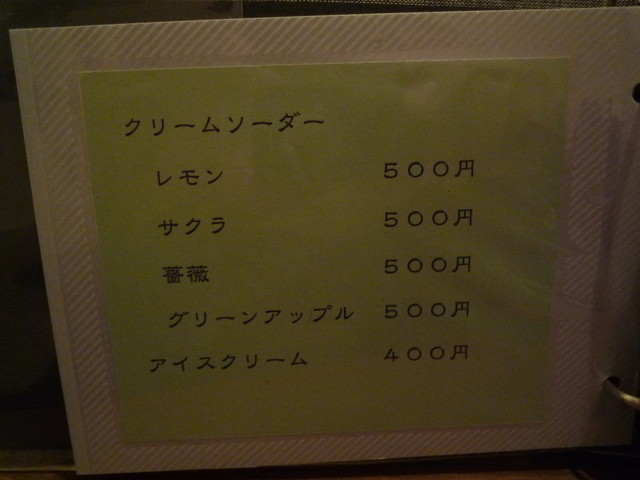 クリームソーダー
レモン 500円
サクラ 500円
薔薇 500円
グリーンアップル 500円
アイスクリーム 400円